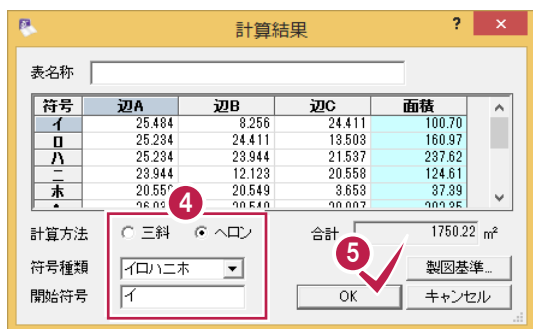 計算結果 ? ×
表名称
符号 辺A 辺B 辺C 面積
イ 25.484 8.256 24.411 100.70
ロ 25.234 24.411 13.503 160.97
ハ 25.234 23.944 21.537 237.62
ニ 23.944 12.123 20.558 124.61
ホ 20.549 3.653 37.39
4
計算方法 三斜 ヘロン 合計 1750.22 m²
5
符号種類 イロハニホ 製図基準...
開始符号 イ OK キャンセル